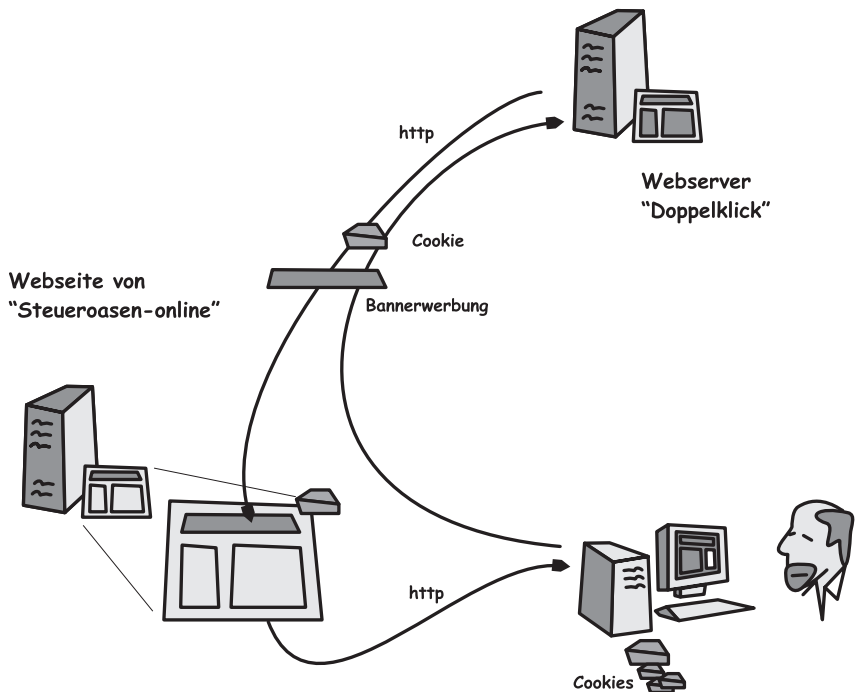 http
Webserver
“Doppelklick”
Cookie
Webseite von
“Steueroasen-online”
Bannerwerbung
http
Cookies